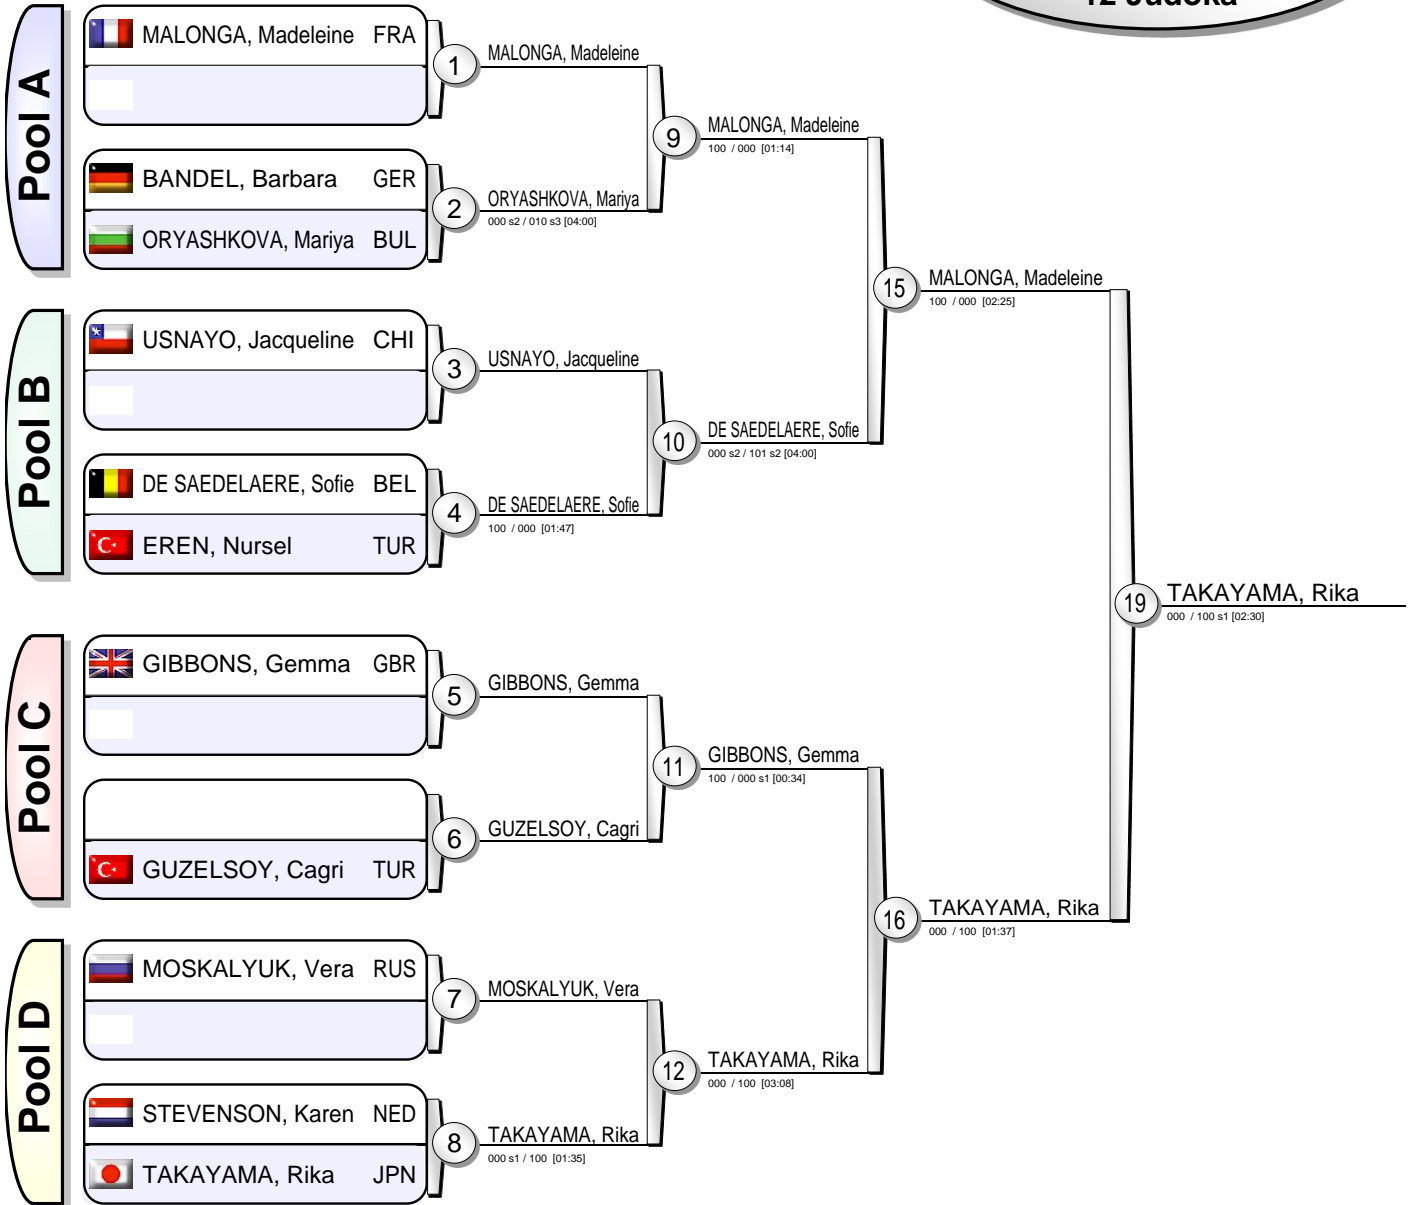 12 Judoka
Pool A
MALONGA, Madeleine FRA
BANDEL, Barbara GER
ORYASHKOVA, Mariya BUL
Pool B
USNAYO, Jacqueline CHI
DE SAEDELAERE, Sofie BEL
EREN, Nursel TUR
Pool C
GIBBONS, Gemma GBR
GUZELSOY, Cagri TUR
Pool D
MOSKALYUK, Vera RUS
STEVENSON, Karen NED
TAKAYAMA, Rika JPN
1
MALONGA, Madeleine
2
ORYASHKOVA, Mariya
000 s2 / 010 s3 [04:00]
3
USNAYO, Jacqueline
4
DE SAEDELAERE, Sofie
100 / 000 [01:47]
5
GIBBONS, Gemma
6
GUZELSOY, Cagri
7
MOSKALYUK, Vera
8
TAKAYAMA, Rika
000 s1 / 100 [01:35]
9
MALONGA, Madeleine
100 / 000 [01:14]
10
DE SAEDELAERE, Sofie
000 s2 / 101 s2 [04:00]
11
GIBBONS, Gemma
100 / 000 s1 [00:34]
12
TAKAYAMA, Rika
000 / 100 [03:08]
15
MALONGA, Madeleine
100 / 000 [02:25]
16
TAKAYAMA, Rika
000 / 100 [01:37]
19
TAKAYAMA, Rika
000 / 100 s1 [02:30]